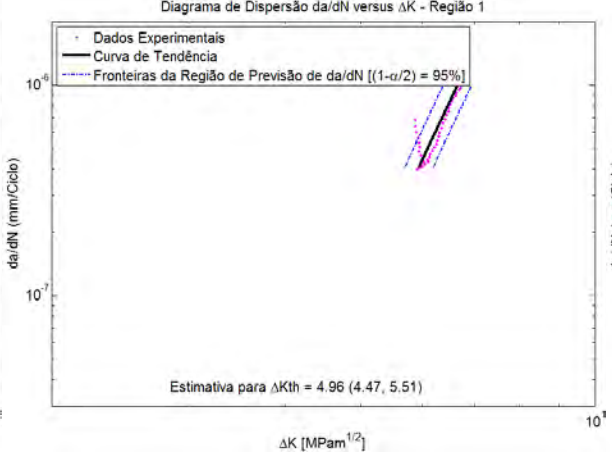 Diagrama de Dispersão da/dN versus ΔK - Região 1
Dados Experimentais
Curva de Tendência
Fronteiras da Região de Previsão de da/dN [(1-α/2) = 95%]
10⁻⁶
da/dN (mm/Ciclo)
10⁻⁷
Estimativa para ΔKth = 4.96 (4.47, 5.51)
10¹
ΔK [MPam^1/2]